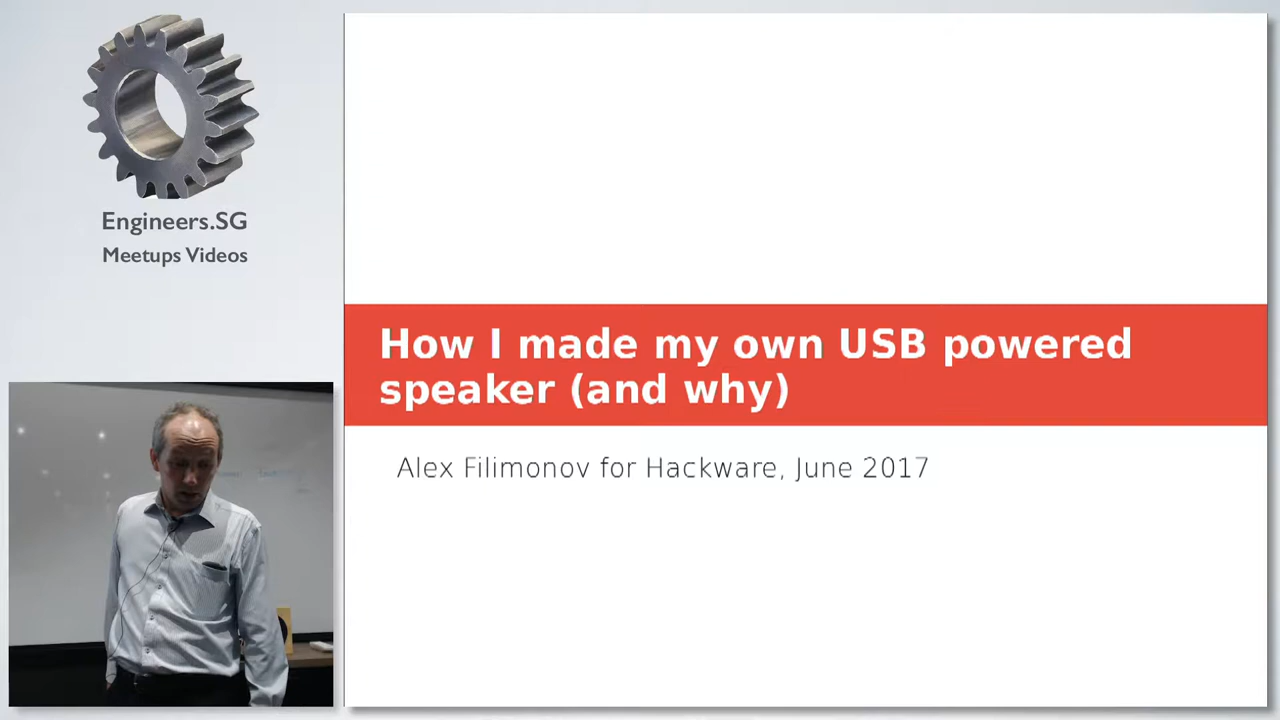 Engineers.SG
Meetups Videos
How I made my own USB powered
speaker (and why)
Alex Filimonov for Hackware, June 2017